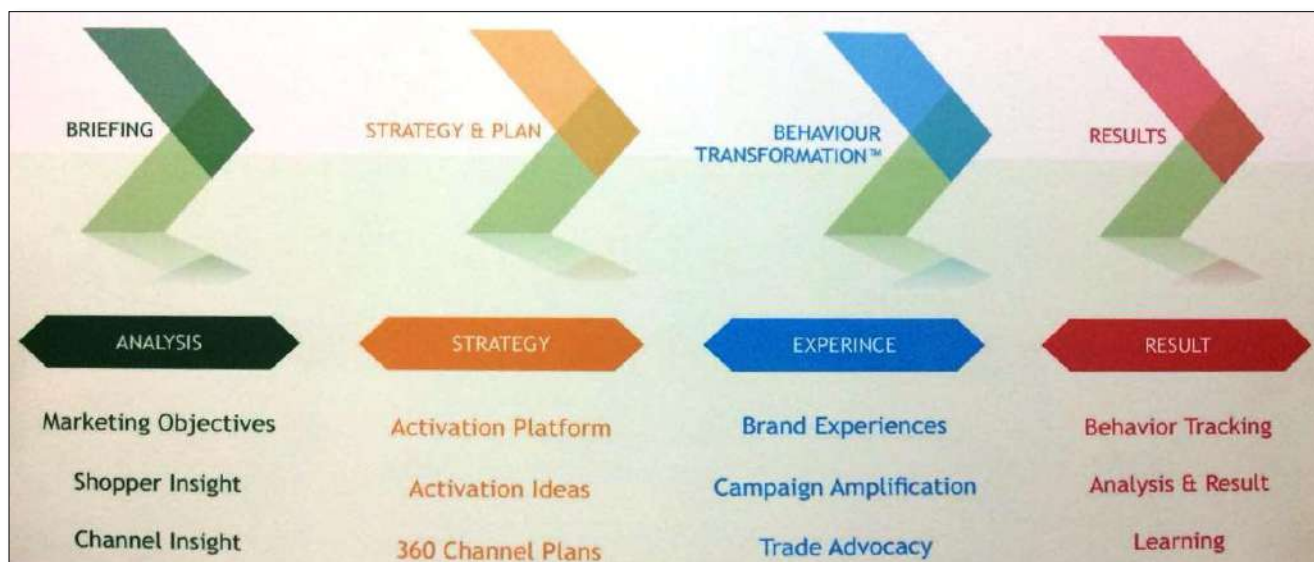 BRIEFING
STRATEGY & PLAN
BEHAVIOUR
TRANSFORMATION™
RESULTS
ANALYSIS
STRATEGY
EXPERINCE
RESULT
Marketing Objectives
Activation Platform
Brand Experiences
Behavior Tracking
Shopper Insight
Activation Ideas
Campaign Amplification
Analysis & Result
Channel Insight
360 Channel Plans
Trade Advocacy
Learning